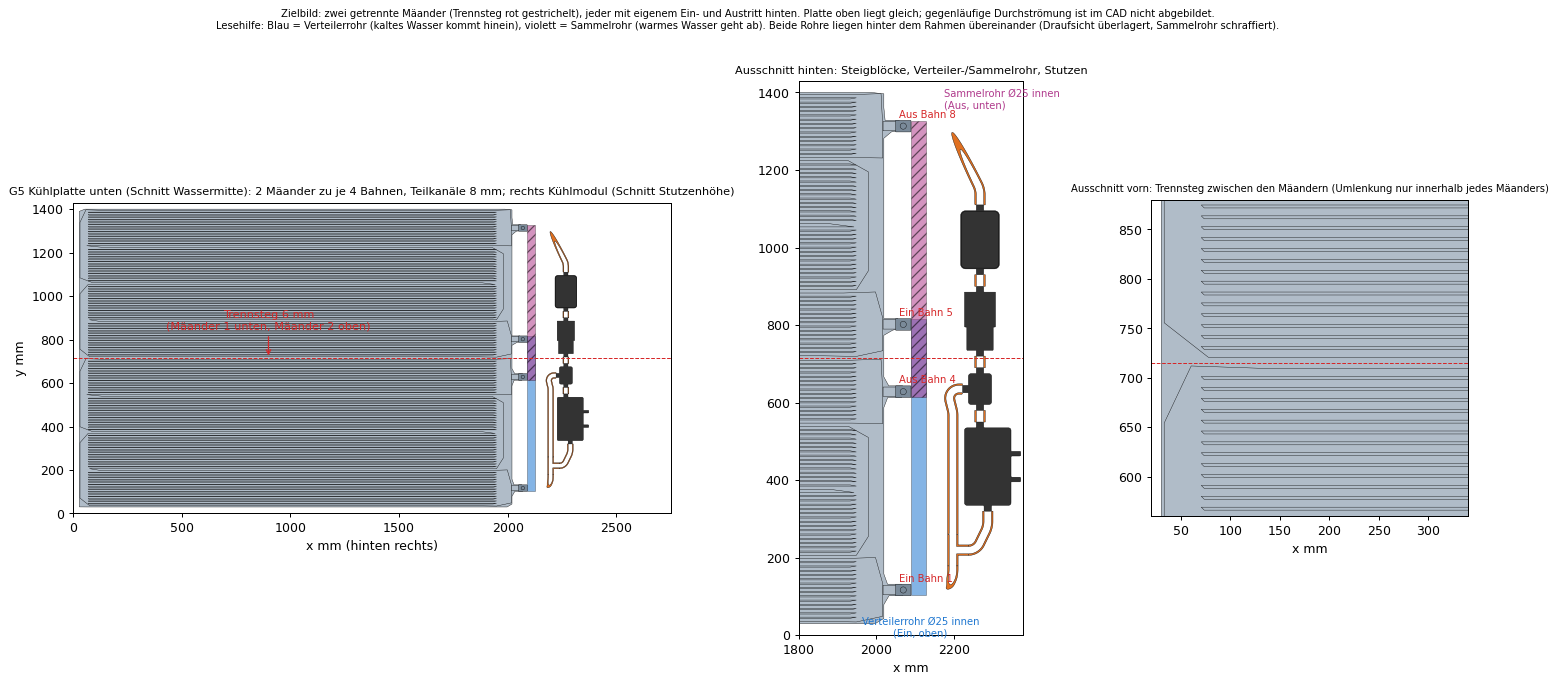 Zielbild: zwei getrennte Mäander (Trennsteg rot gestrichelt), jeder mit eigenem Ein- und Austritt hinten. Platte oben liegt gleich; gegenläufige Durchströmung ist im CAD nicht abgebildet.
Lesehilfe: Blau = Verteilerrohr (kaltes Wasser kommt hinein), violett = Sammelrohr (warmes Wasser geht ab). Beide Rohre liegen hinter dem Rahmen übereinander (Draufsicht überlagert, Sammelrohr schraffiert).
G5 Kühlplatte unten (Schnitt Wassermitte): 2 Mäander zu je 4 Bahnen, Teilkanäle 8 mm; rechts Kühlmodul (Schnitt Stutzenhöhe)
1400
1200
1000
800
600
400
200
0
y mm
Trennsteg 6 mm
(Mäander 1 unten, Mäander 2 oben)
0
500
1000
1500
2000
2500
x mm (hinten rechts)
Ausschnitt hinten: Steigblöcke, Verteiler-/Sammelrohr, Stutzen
1400
1200
1000
800
600
400
200
0
Sammelrohr Ø25 innen
(Aus, unten)
Aus Bahn 8
Ein Bahn 5
Aus Bahn 4
Ein Bahn 1
Verteilerrohr Ø25 innen
(Ein, oben)
1800
2000
2200
x mm
Ausschnitt vorn: Trennsteg zwischen den Mäandern (Umlenkung nur innerhalb jedes Mäanders)
850
800
750
700
650
600
50
100
150
200
250
300
x mm